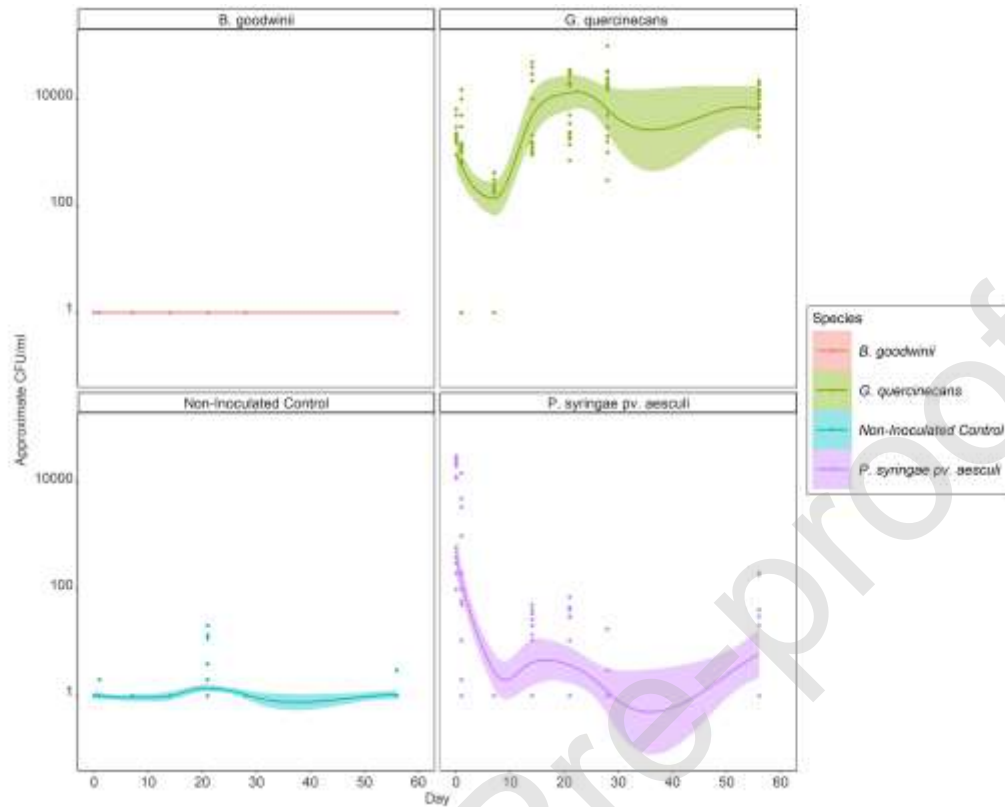 B. goodwinii
G. quercinecans
10000
100
1
Approximate CFU/ml
Species
B. goodwinii
G. quercinecans
Non-Inoculated Control
P. syringae pv. aesculi
Non-Inoculated Control
P. syringae pv. aesculi
10000
100
1
0 10 20 30 40 50 60
0 10 20 30 40 50 60
Day
Pre-proof